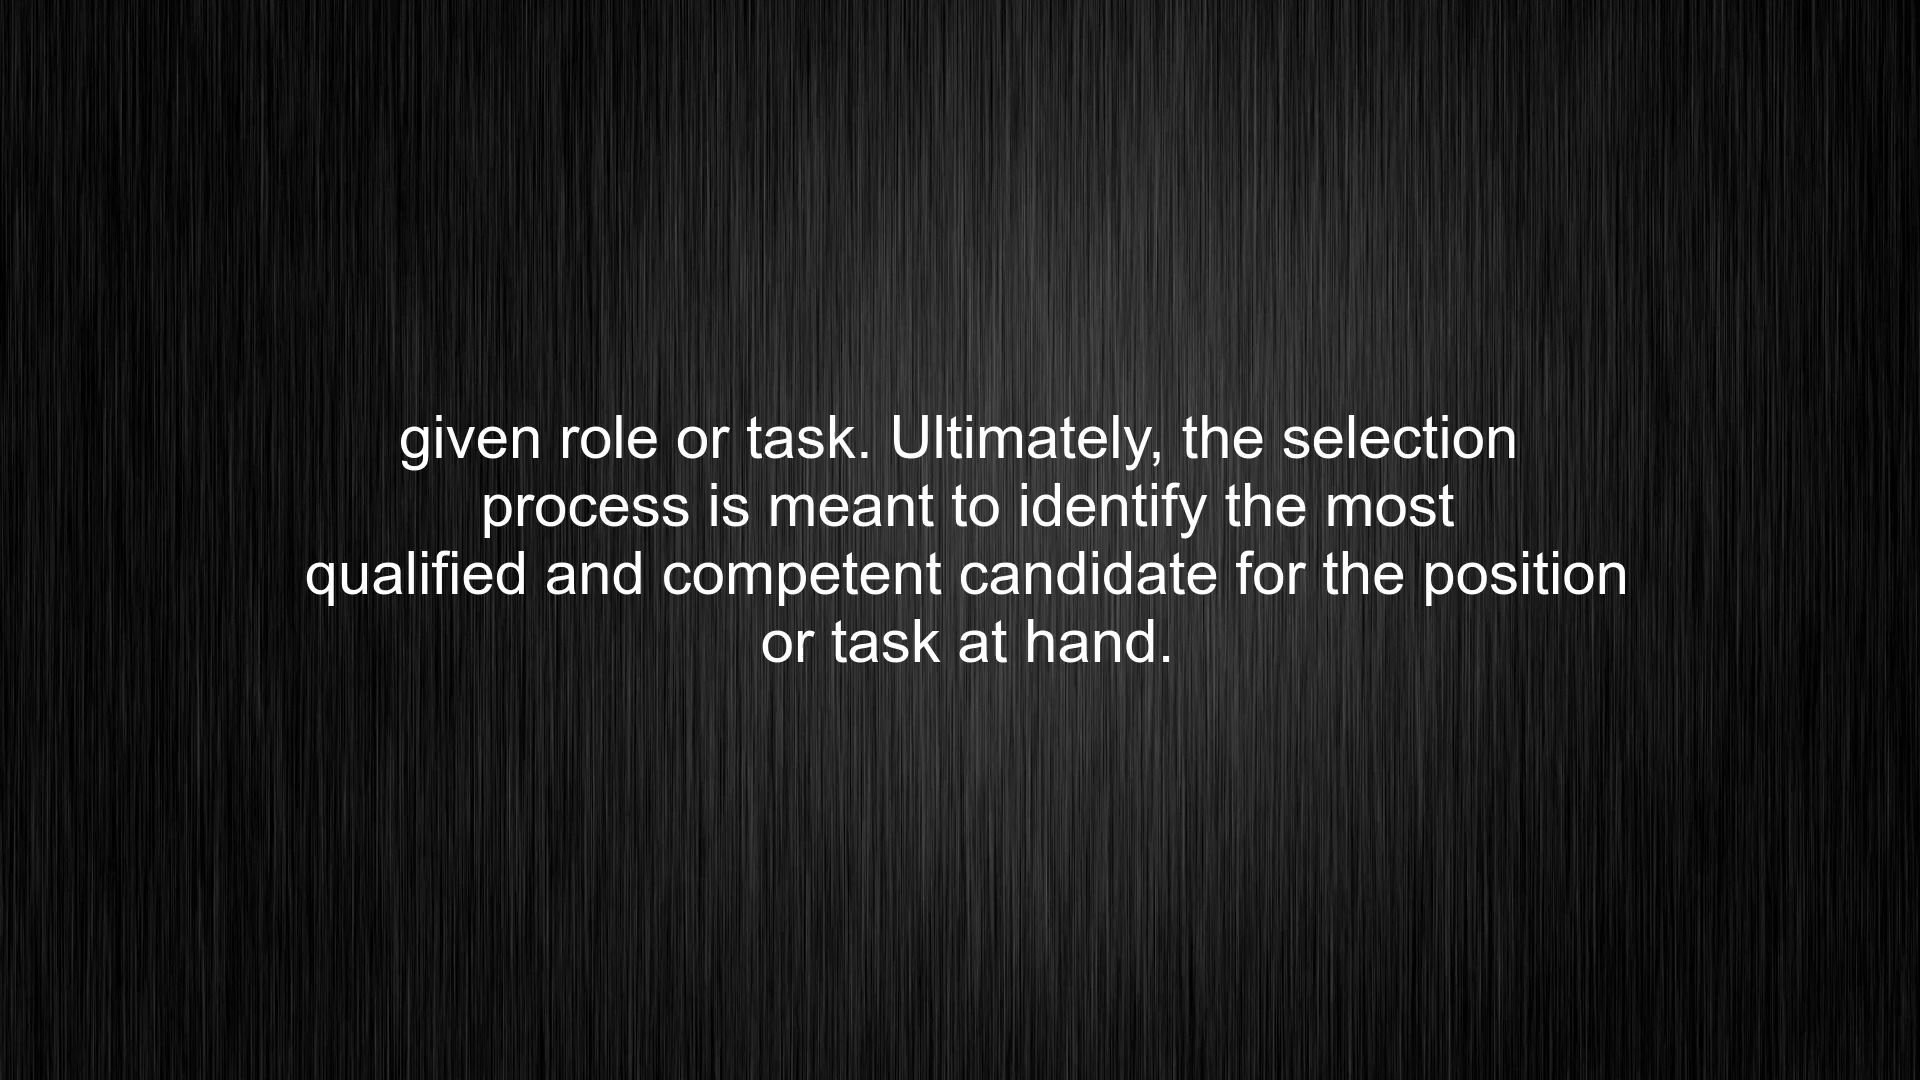 given role or task. Ultimately, the selection
process is meant to identify the most
qualified and competent candidate for the position
or task at hand.